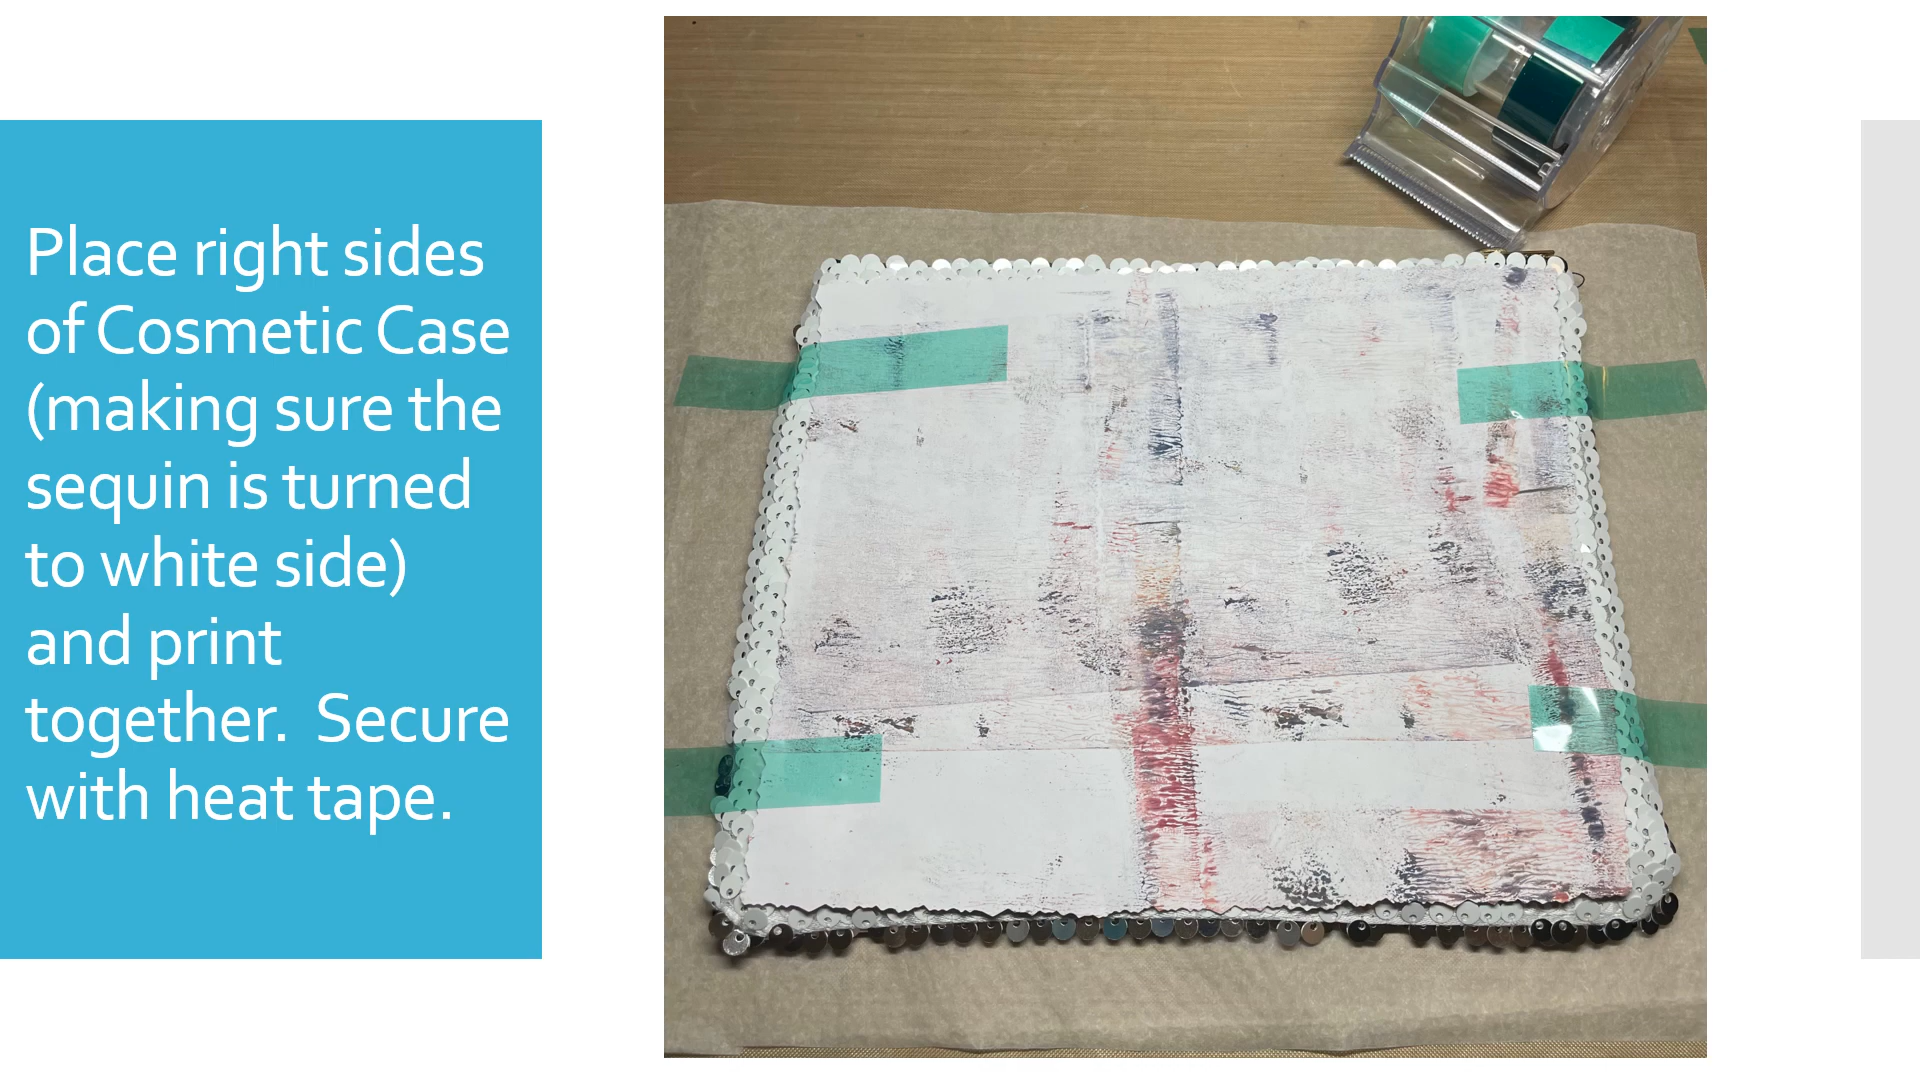 Place right sides
of Cosmetic Case
(making sure the
sequin is turned
to white side)
and print
together.  Secure
with heat tape.